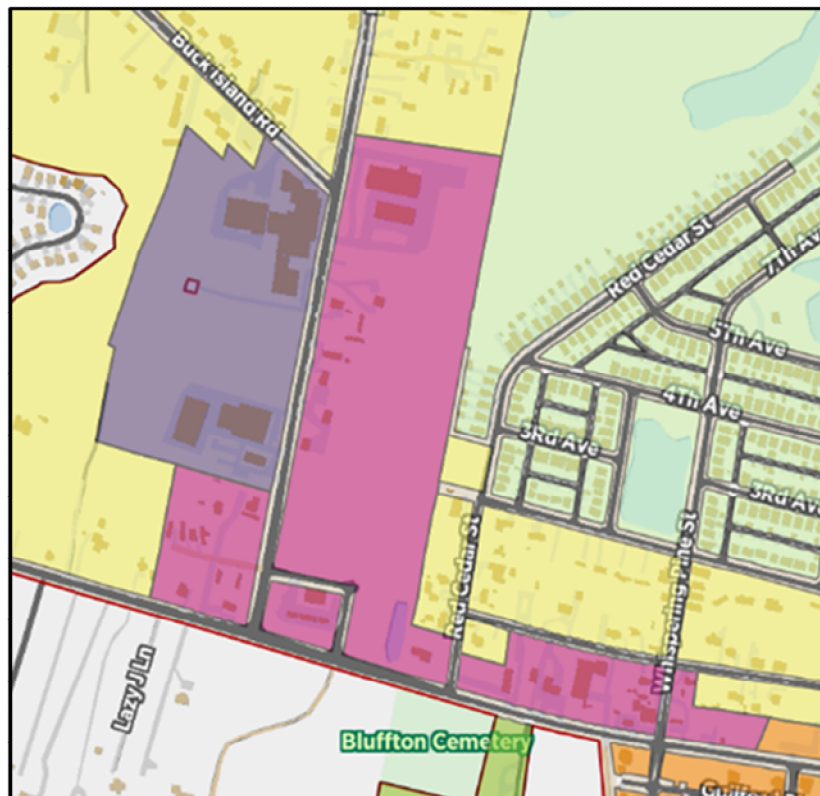 Buck Island Rd
Red Cedar St
7Th Av
5Th Ave
4Th Ave
3Rd Ave
3Rd Ave
Red Cedar St
Whispering Pine St
Lazy J Ln
Bluffton Cemetery